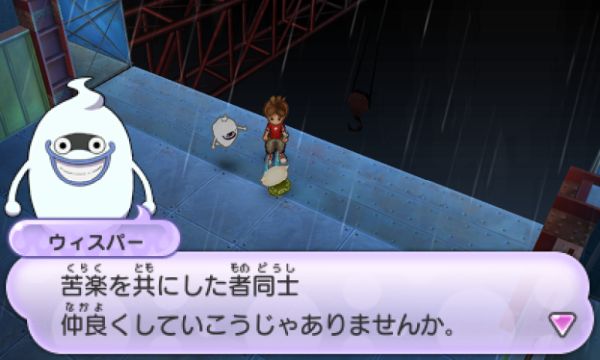 ウィスパー
苦楽を共にした者同士
仲良くしていこうじゃありませんか。